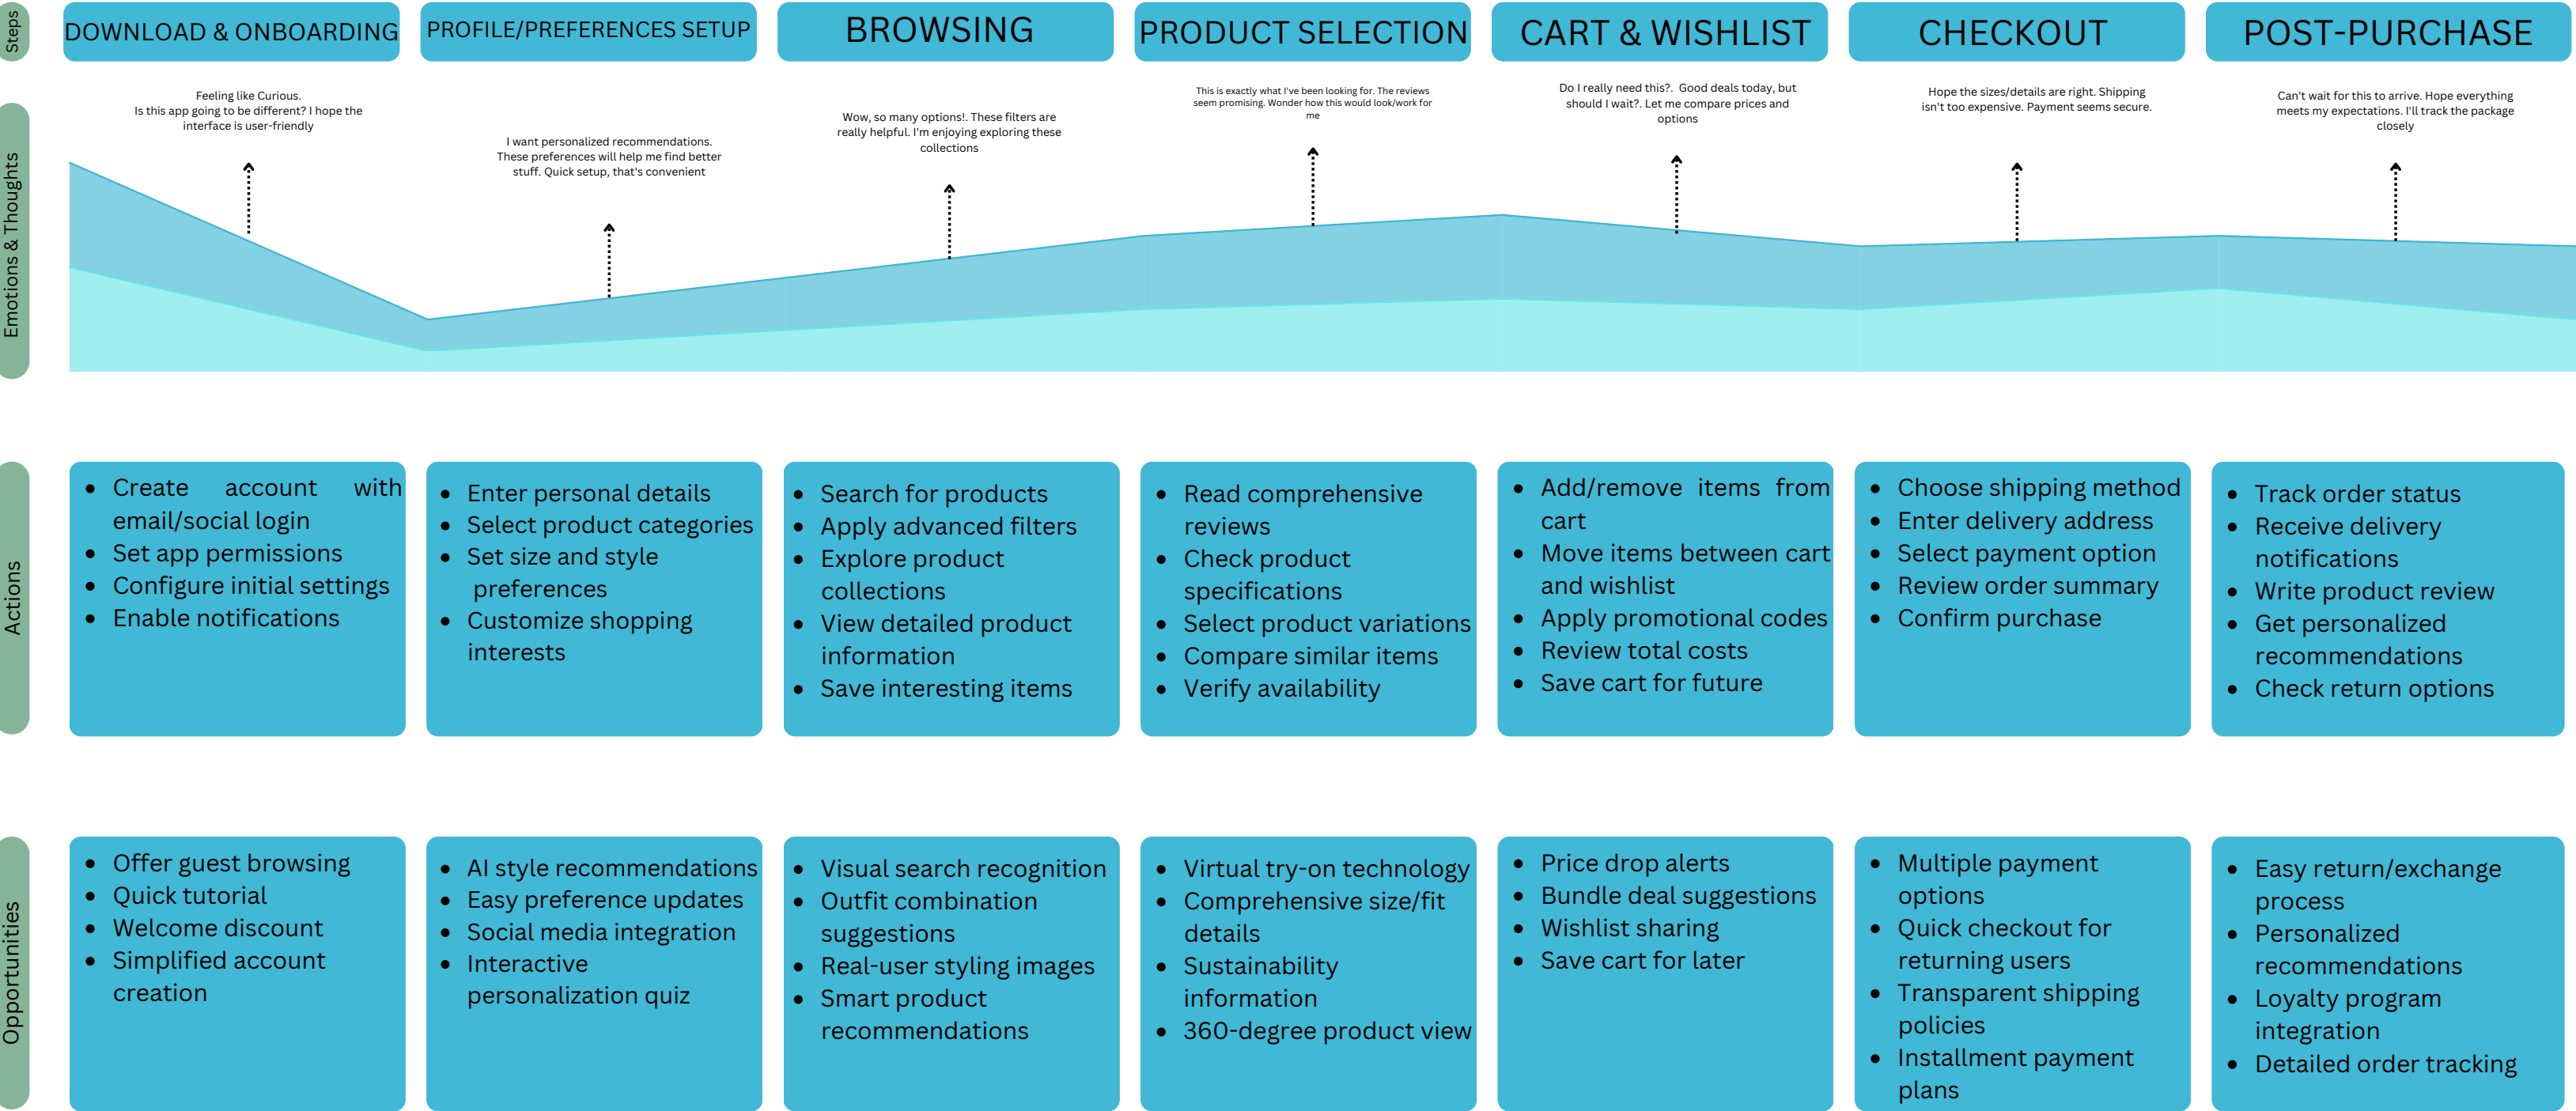 Steps
DOWNLOAD & ONBOARDING
PROFILE/PREFERENCES SETUP
BROWSING
PRODUCT SELECTION
CART & WISHLIST
CHECKOUT
POST-PURCHASE
Emotions & Thoughts
Feeling like Curious.
Is this app going to be different? I hope the
interface is user-friendly
I want personalized recommendations.
These preferences will help me find better
stuff. Quick setup, that's convenient
Wow, so many options!. These filters are
really helpful. I'm enjoying exploring these
collections
This is exactly what I've been looking for. The reviews
seem promising. Wonder how this would look/work for
me
Do I really need this?. Good deals today, but
should I wait?. Let me compare prices and
options
Hope the sizes/details are right. Shipping
isn't too expensive. Payment seems secure.
Can't wait for this to arrive. Hope everything
meets my expectations. I'll track the package
closely
Actions
• Create account with
email/social login
• Set app permissions
• Configure initial settings
• Enable notifications
• Enter personal details
• Select product categories
• Set size and style
preferences
• Customize shopping
interests
• Search for products
• Apply advanced filters
• Explore product
collections
• View detailed product
information
• Save interesting items
• Read comprehensive
reviews
• Check product
specifications
• Select product variations
• Compare similar items
• Verify availability
• Add/remove items from
cart
• Move items between cart
and wishlist
• Apply promotional codes
• Review total costs
• Save cart for future
• Choose shipping method
• Enter delivery address
• Select payment option
• Review order summary
• Confirm purchase
• Track order status
• Receive delivery
notifications
• Write product review
• Get personalized
recommendations
• Check return options
Opportunities
• Offer guest browsing
• Quick tutorial
• Welcome discount
• Simplified account
creation
• AI style recommendations
• Easy preference updates
• Social media integration
• Interactive
personalization quiz
• Visual search recognition
• Outfit combination
suggestions
• Real-user styling images
• Smart product
recommendations
• Virtual try-on technology
• Comprehensive size/fit
details
• Sustainability
information
• 360-degree product view
• Price drop alerts
• Bundle deal suggestions
• Wishlist sharing
• Save cart for later
• Multiple payment
options
• Quick checkout for
returning users
• Transparent shipping
policies
• Installment payment
plans
• Easy return/exchange
process
• Personalized
recommendations
• Loyalty program
integration
• Detailed order tracking